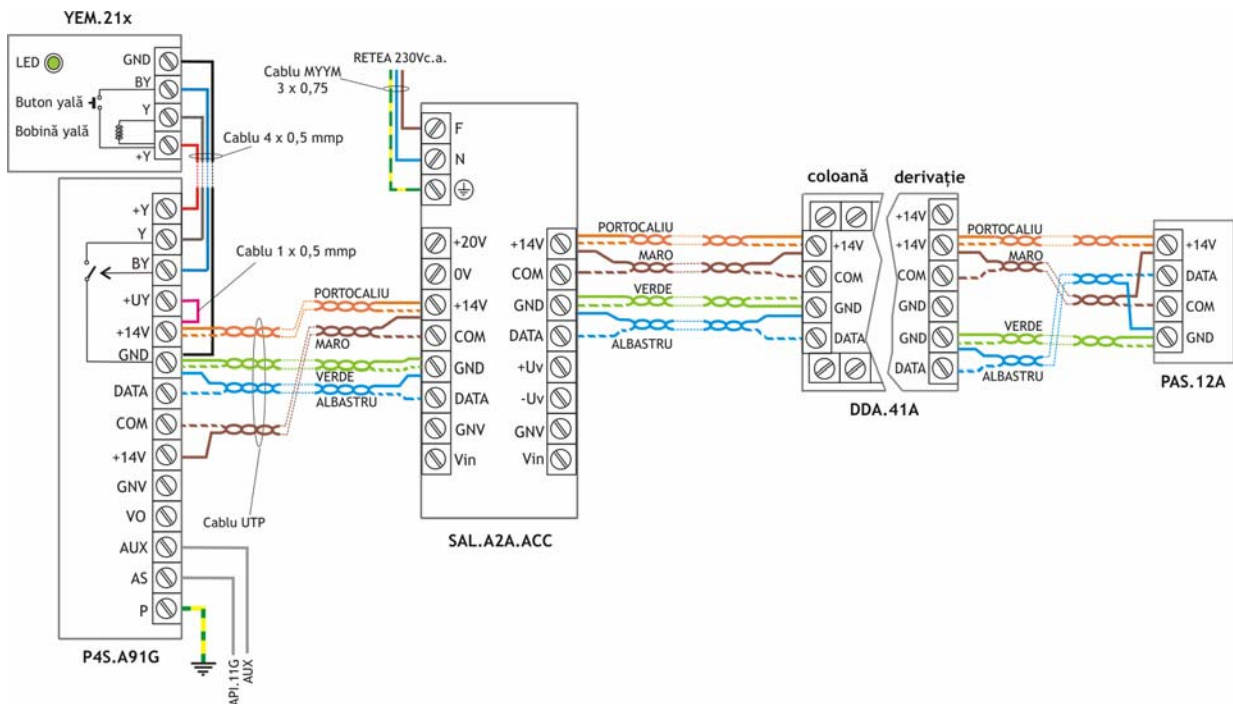 YEM.21x
LED
GND
BY
Buton yală
Y
Bobină yală
+Y
Cablu 4 x 0,5 mmp
+Y
Y
BY
Cablu 1 x 0,5 mmp
+UY
+14V
GND
DATA
COM
+14V
GNV
VO
AUX
AS
P
P4S.A91G
API.11G
AUX
PORTOCALIU
MARO
VERDE
ALBASTRU
Cablu UTP
RETEA 230Vc.a.
Cablu MYYM
3 x 0,75
F
N
+20V
0V
+14V
COM
GND
DATA
GNV
Vin
+14V
COM
GND
DATA
+Uv
-Uv
GNV
Vin
SAL.A2A.ACC
PORTOCALIU
MARO
VERDE
ALBASTRU
coloană
derivație
+14V
COM
GND
DATA
+14V
+14V
COM
GND
GND
DATA
DDA.41A
PORTOCALIU
MARO
VERDE
ALBASTRU
+14V
DATA
COM
GND
PAS.12A